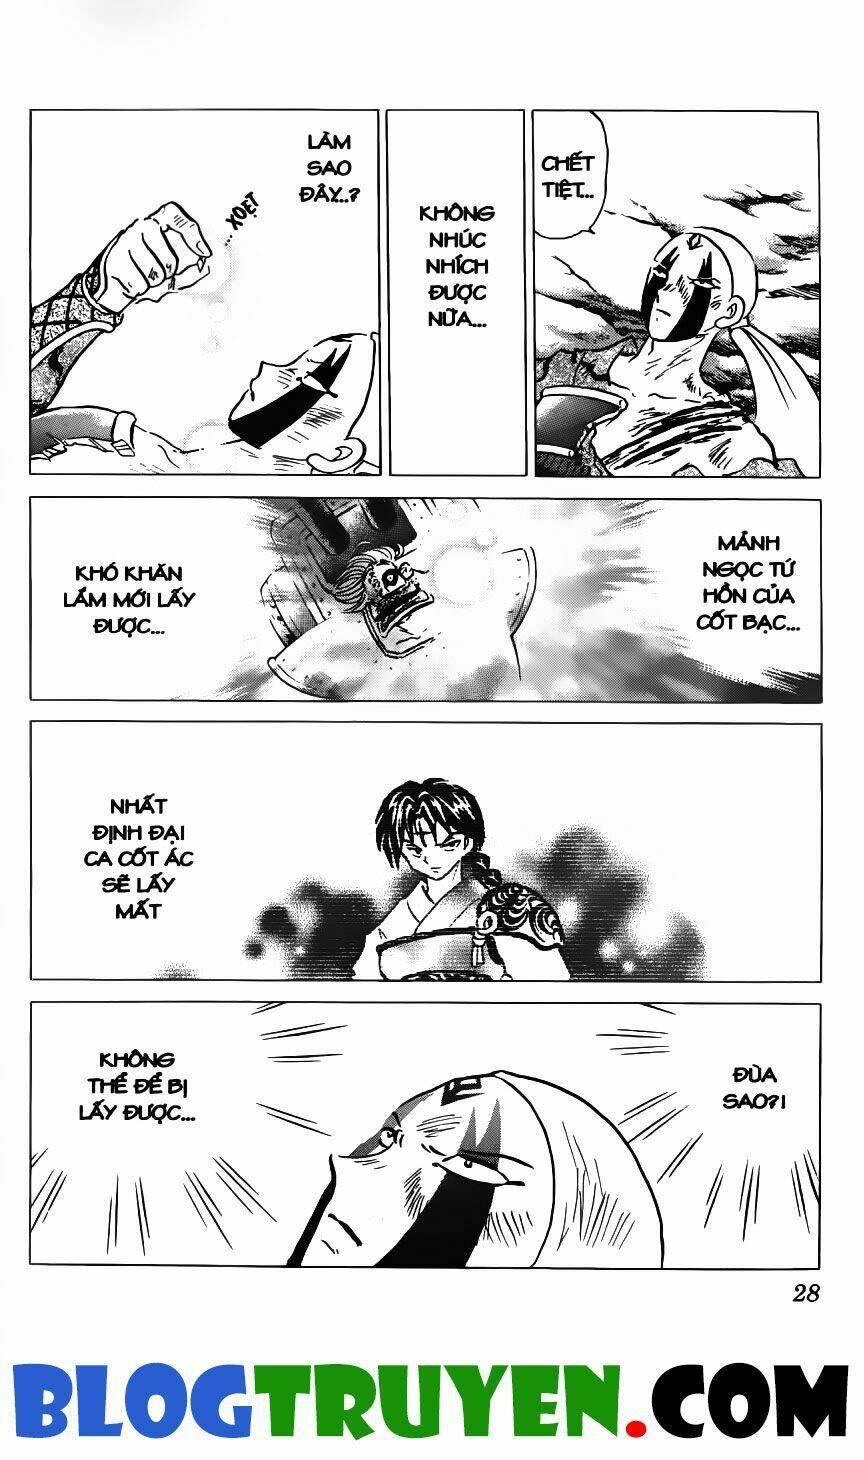 CHẾT
TIỆT...
KHÔNG
NHÚC
NHÍCH
ĐƯỢC
NỮA...
LÀM
SAO
ĐÂY...?
... XOẸT
MẢNH
NGỌC TỨ
HỒN CỦA
CỐT BẠC...
KHÓ KHĂN
LẮM MỚI LẤY
ĐƯỢC...
NHẤT
ĐỊNH ĐẠI
CA CỐT ÁC
SẼ LẤY
MẤT
ĐÙA
SAO?!
KHÔNG
THỂ ĐỂ BỊ
LẤY ĐƯỢC...
28
BLOGTRUYEN.COM